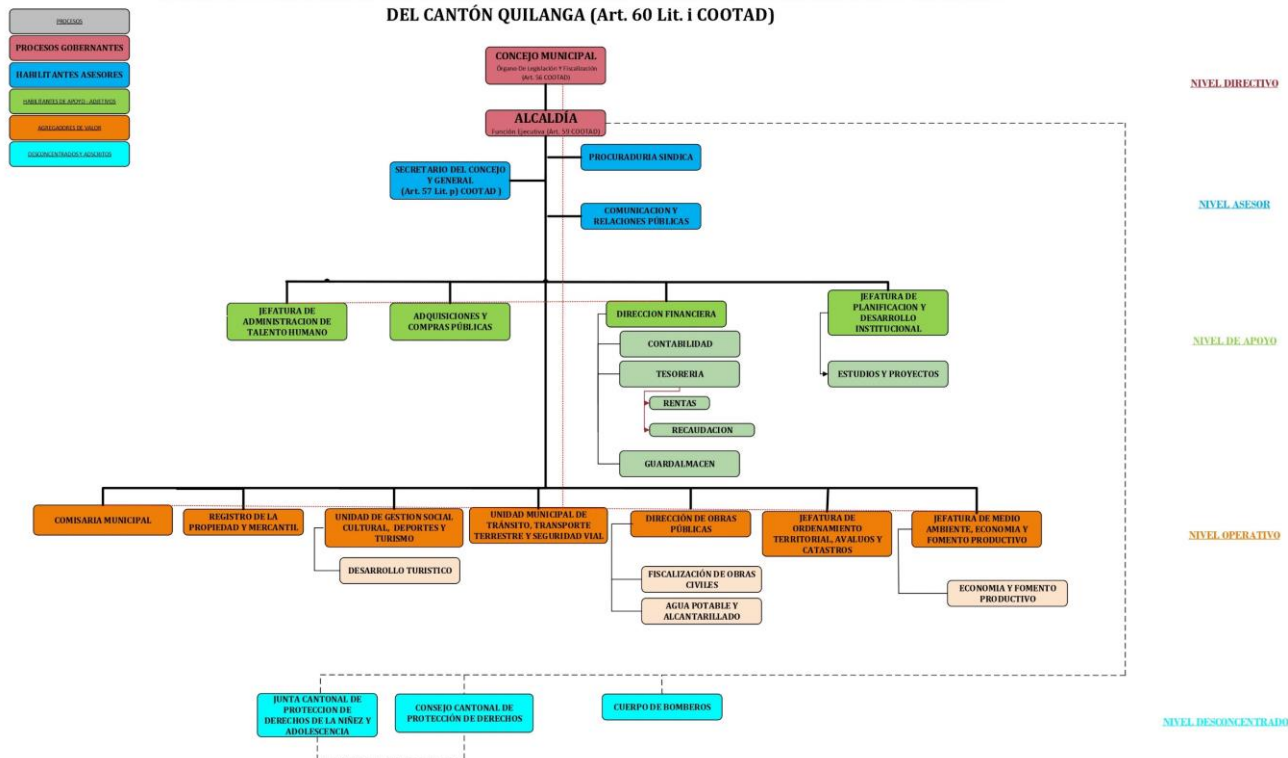 DEL CANTÓN QUILANGA (Art. 60 Lit. i COOTAD)
PROCESOS
PROCESOS GOBERNANTES
HABILITANTES ASESORES
HABILITANTES DE APOYO - ADJETIVOS
AGREGADORES DE VALOR
DESCONCENTRADOS Y ADSCRITOS
CONCEJO MUNICIPAL
Órgano De Legislación Y Fiscalización
(Art. 56 COOTAD)
NIVEL DIRECTIVO
ALCALDÍA
Función Ejecutiva (Art. 59 COOTAD)
PROCURADURIA SINDICA
SECRETARIO DEL CONCEJO
Y GENERAL
(Art. 57 Lit. p) COOTAD )
COMUNICACION Y
RELACIONES PÚBLICAS
NIVEL ASESOR
JEFATURA DE
ADMINISTRACION DE
TALENTO HUMANO
ADQUISICIONES Y
COMPRAS PÚBLICAS
DIRECCION FINANCIERA
JEFATURA DE
PLANIFICACION Y
DESARROLLO
INSTITUCIONAL
CONTABILIDAD
NIVEL DE APOYO
TESORERIA
ESTUDIOS Y PROYECTOS
RENTAS
RECAUDACION
GUARDALMACEN
COMISARIA MUNICIPAL
REGISTRO DE LA
PROPIEDAD Y MERCANTIL
UNIDAD DE GESTION SOCIAL
CULTURAL, DEPORTES Y
TURISMO
UNIDAD MUNICIPAL DE
TRÁNSITO, TRANSPORTE
TERRESTRE Y SEGURIDAD VIAL
DIRECCIÓN DE OBRAS
PÚBLICAS
JEFATURA DE
ORDENAMIENTO
TERRITORIAL, AVALUOS Y
CATASTROS
JEFATURA DE MEDIO
AMBIENTE, ECONOMIA Y
FOMENTO PRODUCTIVO
NIVEL OPERATIVO
DESARROLLO TURISTICO
FISCALIZACIÓN DE OBRAS
CIVILES
AGUA POTABLE Y
ALCANTARILLADO
ECONOMIA Y FOMENTO
PRODUCTIVO
JUNTA CANTONAL DE
PROTECCION DE
DERECHOS DE LA NIÑEZ Y
ADOLESCENCIA
CONSEJO CANTONAL DE
PROTECCIÓN DE DERECHOS
CUERPO DE BOMBEROS
NIVEL DESCONCENTRADO